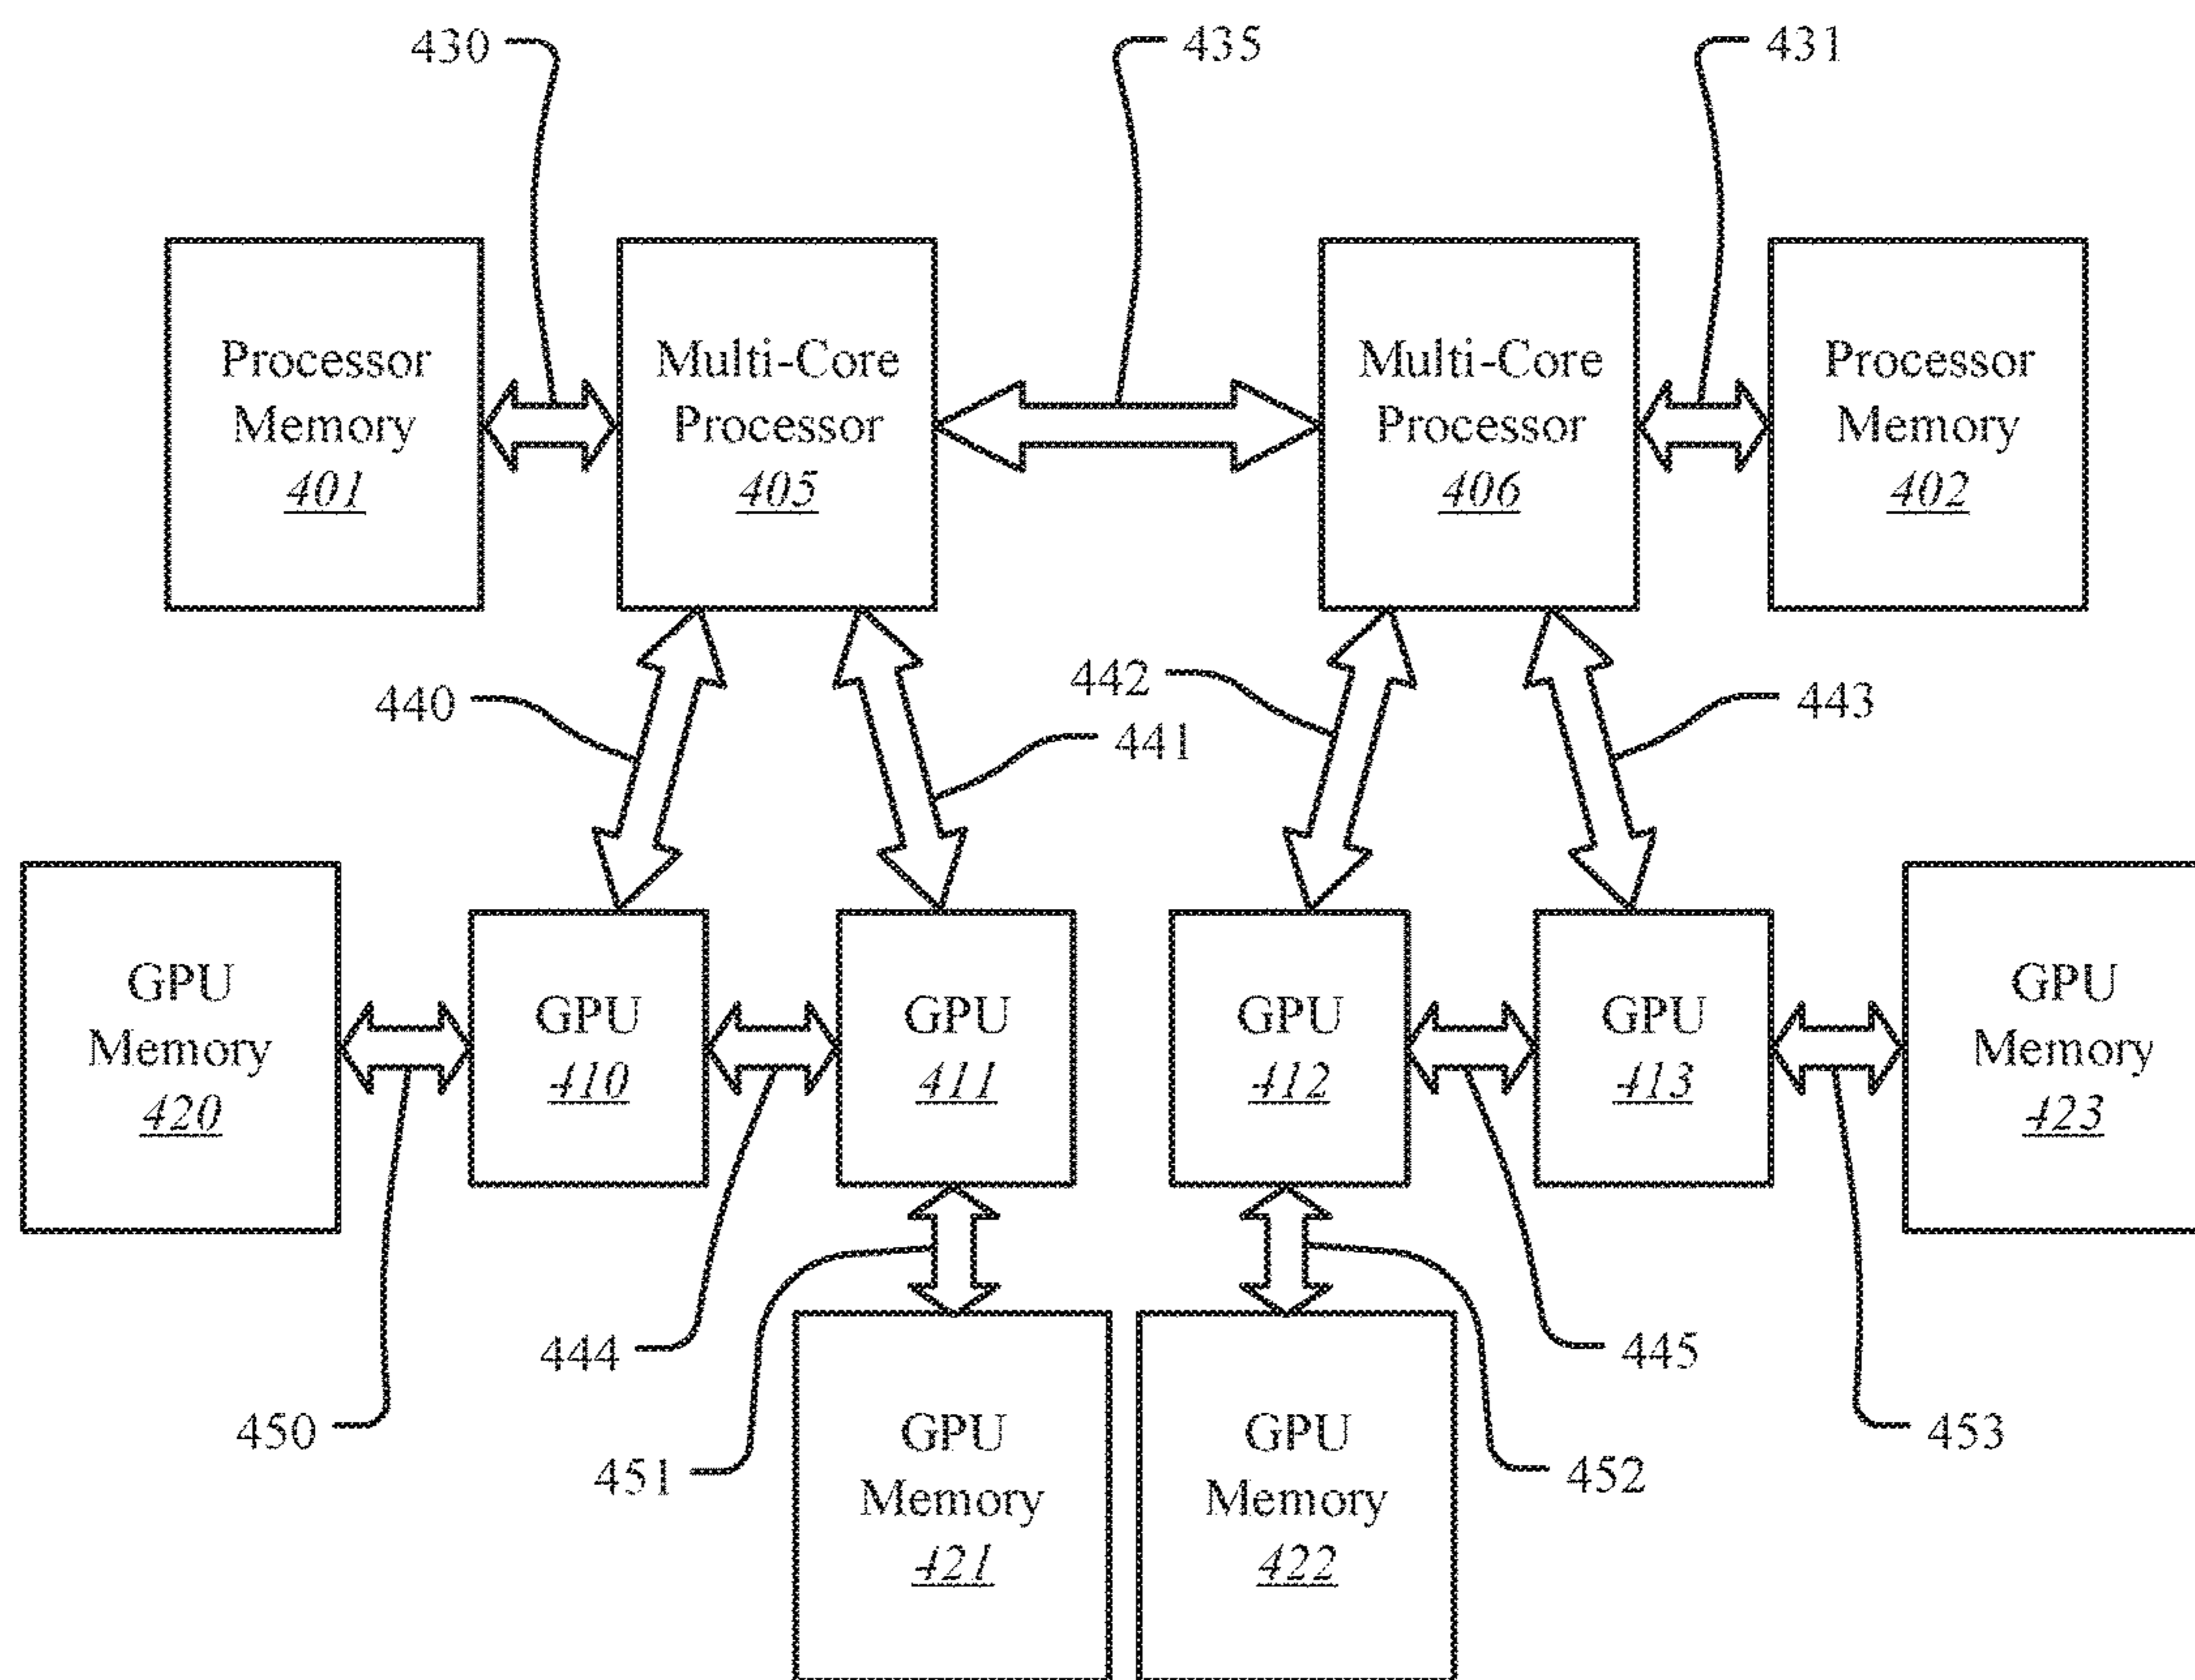 430
435
431
Processor
Memory
401
Multi-Core
Processor
405
Multi-Core
Processor
406
Processor
Memory
402
440
441
442
443
GPU
Memory
420
GPU
410
GPU
411
GPU
412
GPU
413
GPU
Memory
423
444
445
450
451
452
453
GPU
Memory
421
GPU
Memory
422